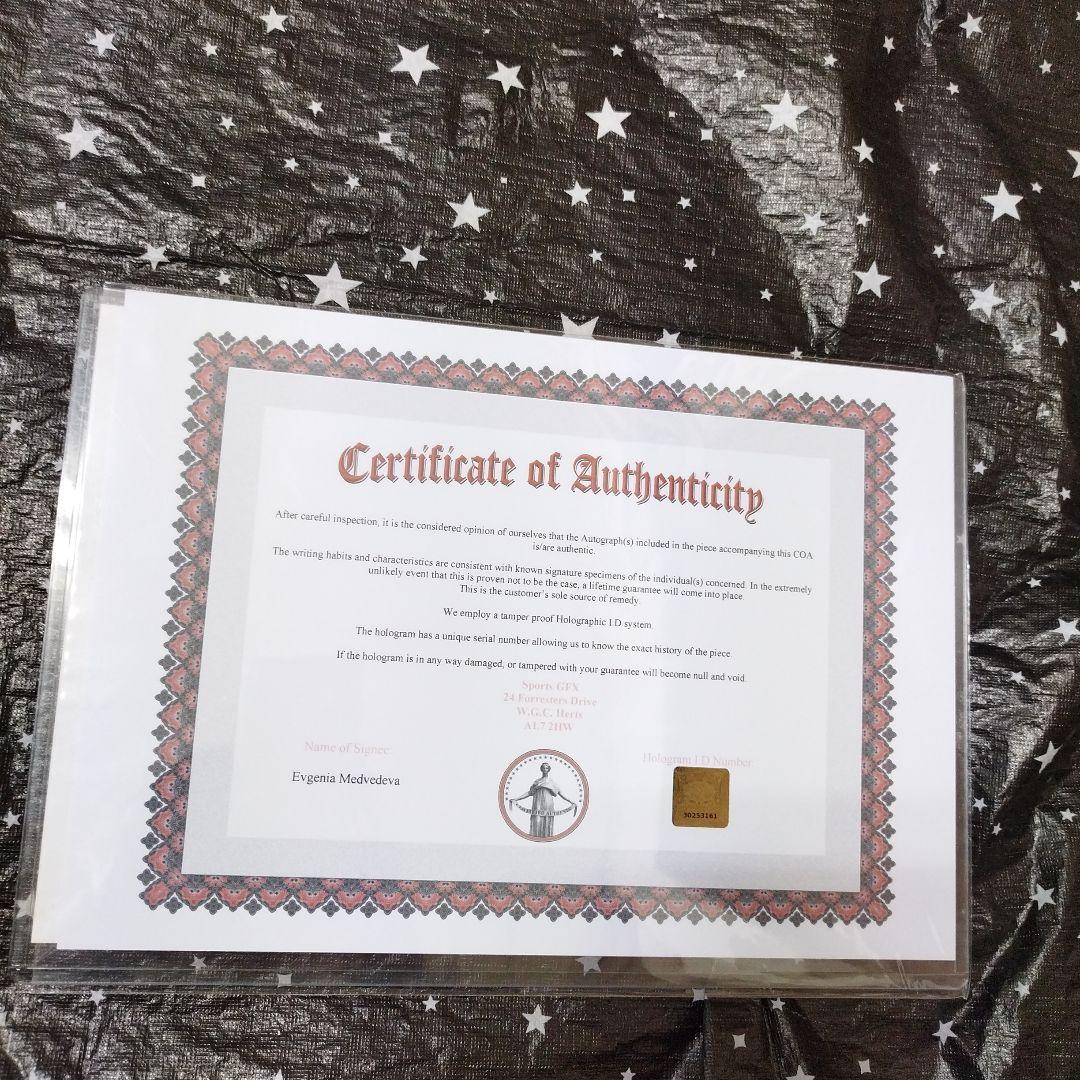 Certificate of Authenticity
After careful inspection, it is the considered opinion of ourselves that the Autograph(s) included in the piece accompanying this COA
is/are authentic.
The writing habits and characteristics are consistent with known signature specimens of the individual(s) concerned. In the extremely
unlikely event that this is proven not to be the case, a lifetime guarantee will come into place.
This is the customer's sole source of remedy.
We employ a tamper proof Holographic I.D system.
The hologram has a unique serial number allowing us to know the exact history of the piece.
If the hologram is in any way damaged, or tampered with your guarantee will become null and void.
Sports GFX
24 Forresters Drive
W.G.C. Herts
AL7 2HW
Name of Signee:
Evgenia Medvedeva
Hologram I.D Number:
30253161